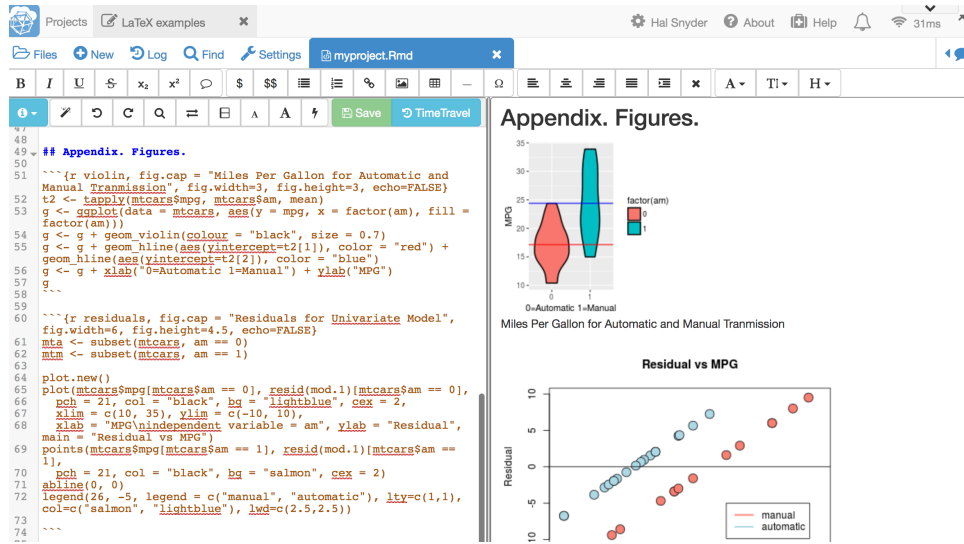 Projects LaTeX examples Hal Snyder About Help 31ms
Files New Log Find Settings myproject.Rmd
B I U S x₂ x² $ $$ Ω A TI H
A A Save TimeTravel
47
48
49 ## Appendix. Figures.
50
51 ```{r violin, fig.cap = "Miles Per Gallon for Automatic and
Manual Tranmission", fig.width=3, fig.height=3, echo=FALSE}
52 t2 <- tapply(mtcars$mpg, mtcars$am, mean)
53 g <- ggplot(data = mtcars, aes(y = mpg, x = factor(am), fill =
factor(am)))
54 g <- g + geom_violin(colour = "black", size = 0.7)
55 g <- g + geom_hline(aes(yintercept=t2[1]), color = "red") +
geom_hline(aes(yintercept=t2[2]), color = "blue")
56 g <- g + xlab("0=Automatic 1=Manual") + ylab("MPG")
57 g
58 ```
59
60 ```{r residuals, fig.cap = "Residuals for Univariate Model",
fig.width=6, fig.height=4.5, echo=FALSE}
61 mta <- subset(mtcars, am == 0)
62 mtm <- subset(mtcars, am == 1)
63
64 plot.new()
65 plot(mtcars$mpg[mtcars$am == 0], resid(mod.1)[mtcars$am == 0],
66 pch = 21, col = "black", bg = "lightblue", cex = 2,
67 xlim = c(10, 35), ylim = c(-10, 10),
68 xlab = "MPG\nindependent variable = am", ylab = "Residual",
main = "Residual vs MPG")
69 points(mtcars$mpg[mtcars$am == 1], resid(mod.1)[mtcars$am ==
1],
70 pch = 21, col = "black", bg = "salmon", cex = 2)
71 abline(0, 0)
72 legend(26, -5, legend = c("manual", "automatic"), lty=c(1,1),
col=c("salmon", "lightblue"), lwd=c(2.5,2.5))
73
74 ```
Appendix. Figures.
35
30
25
20
15
10
MPG
0 1
0=Automatic 1=Manual
factor(am)
0
1
Miles Per Gallon for Automatic and Manual Tranmission
Residual vs MPG
10
5
0
-5
10
Residual
manual
automatic